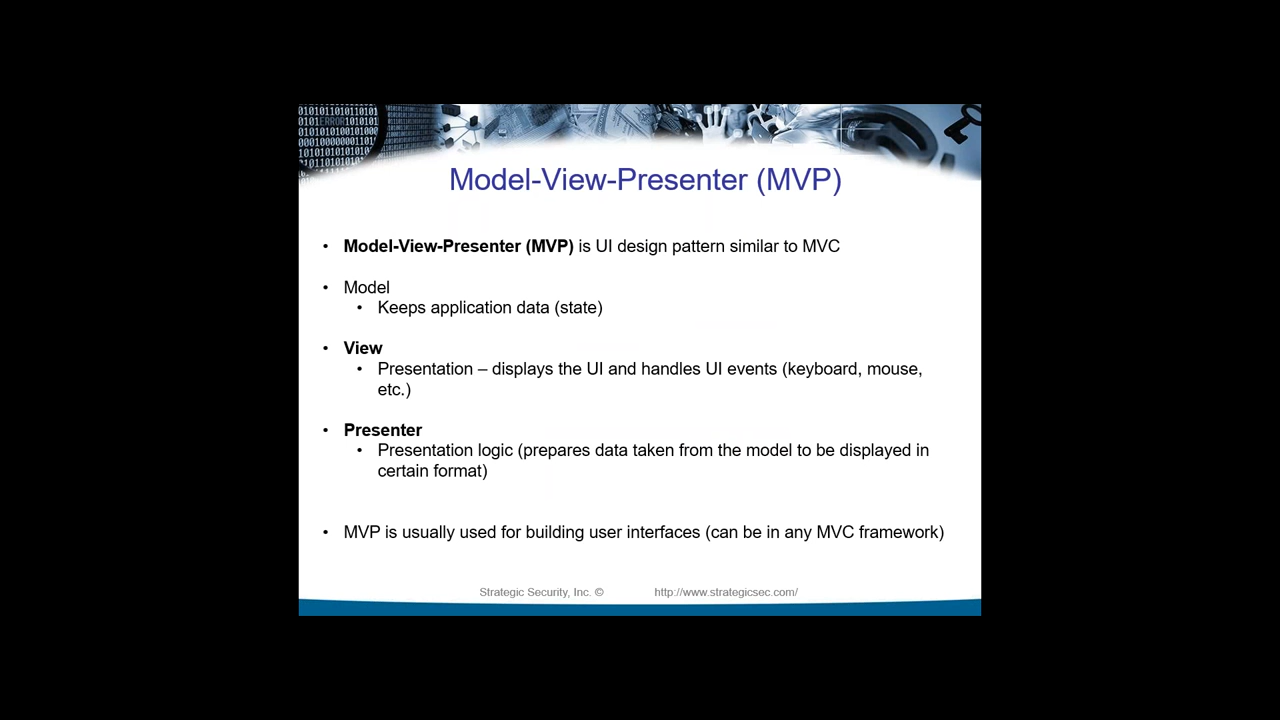 Model-View-Presenter (MVP)
• Model-View-Presenter (MVP) is UI design pattern similar to MVC
• Model
• Keeps application data (state)
• View
• Presentation – displays the UI and handles UI events (keyboard, mouse,
etc.)
• Presenter
• Presentation logic (prepares data taken from the model to be displayed in
certain format)
• MVP is usually used for building user interfaces (can be in any MVC framework)
Strategic Security, Inc. © http://www.strategicsec.com/